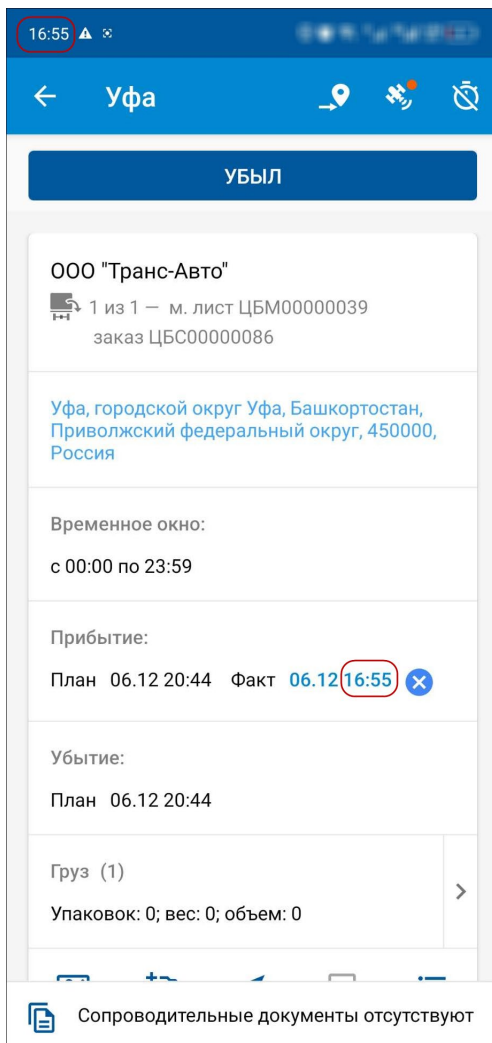 16:55
Уфа
УБЫЛ
ООО "Транс-Авто"
1 из 1 — м. лист ЦБМ00000039
заказ ЦБС00000086
Уфа, городской округ Уфа, Башкортостан,
Приволжский федеральный округ, 450000,
Россия
Временное окно:
с 00:00 по 23:59
Прибытие:
План 06.12 20:44 Факт 06.12 16:55
Убытие:
План 06.12 20:44
Груз (1)
Упаковок: 0; вес: 0; объем: 0
Сопроводительные документы отсутствуют